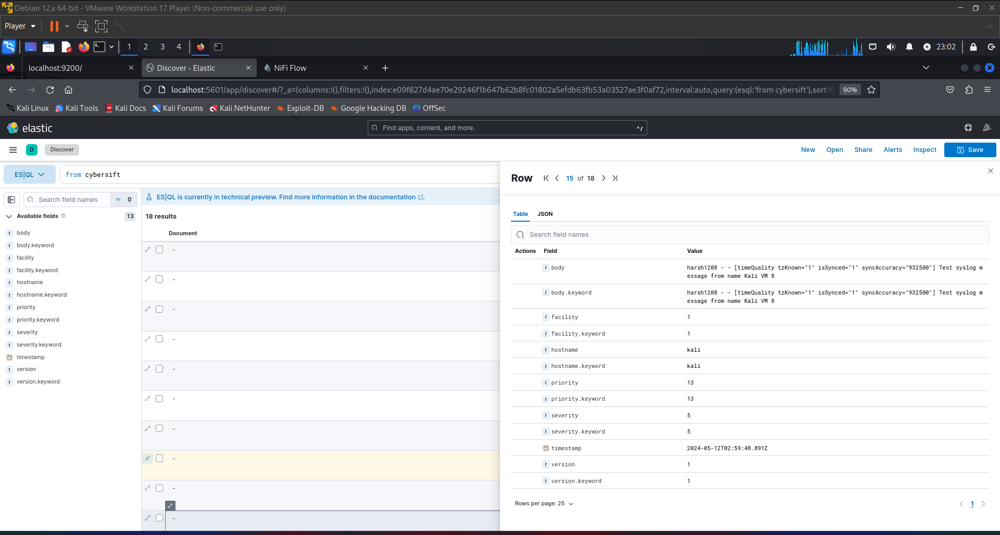 Debian 12.x 64-bit - VMware Workstation 17 Player (Non-commercial use only)
Player
1 2 3 4
23:02
localhost:9200/
Discover - Elastic
NiFi Flow
localhost:5601/app/discover#/?_a=(columns:!(),filters:!(),index:e09f827d4ae70e29246f1b647b62b8fc01802a5efdb63fb53a03527ae3f0af72,interval:auto,query:(esql:'from cybersift'),sort:!()
90%
Kali Linux
Kali Tools
Kali Docs
Kali Forums
Kali NetHunter
Exploit-DB
Google Hacking DB
OffSec
elastic
Find apps, content, and more.
^/
D
Discover
New
Open
Share
Alerts
Inspect
Save
ES|QL
from cybersift
Search field names
0
Available fields
13
t body
t body.keyword
t facility
t facility.keyword
t hostname
t hostname.keyword
t priority
t priority.keyword
t severity
t severity.keyword
timestamp
t version
t version.keyword
ES|QL is currently in technical preview. Find more information in the documentation.
18 results
Document
-
-
-
-
-
-
-
-
-
-
Row
15 of 18
Table
JSON
Search field names
Actions Field Value
t body harsh1208 - - [timeQuality tzKnown="1" isSynced="1" syncAccuracy="932500"] Test syslog m
essage from name Kali VM 8
t body.keyword harsh1208 - - [timeQuality tzKnown="1" isSynced="1" syncAccuracy="932500"] Test syslog m
essage from name Kali VM 8
t facility 1
t facility.keyword 1
t hostname kali
t hostname.keyword kali
t priority 13
t priority.keyword 13
t severity 5
t severity.keyword 5
timestamp 2024-05-12T02:59:48.891Z
t version 1
t version.keyword 1
Rows per page: 25
1